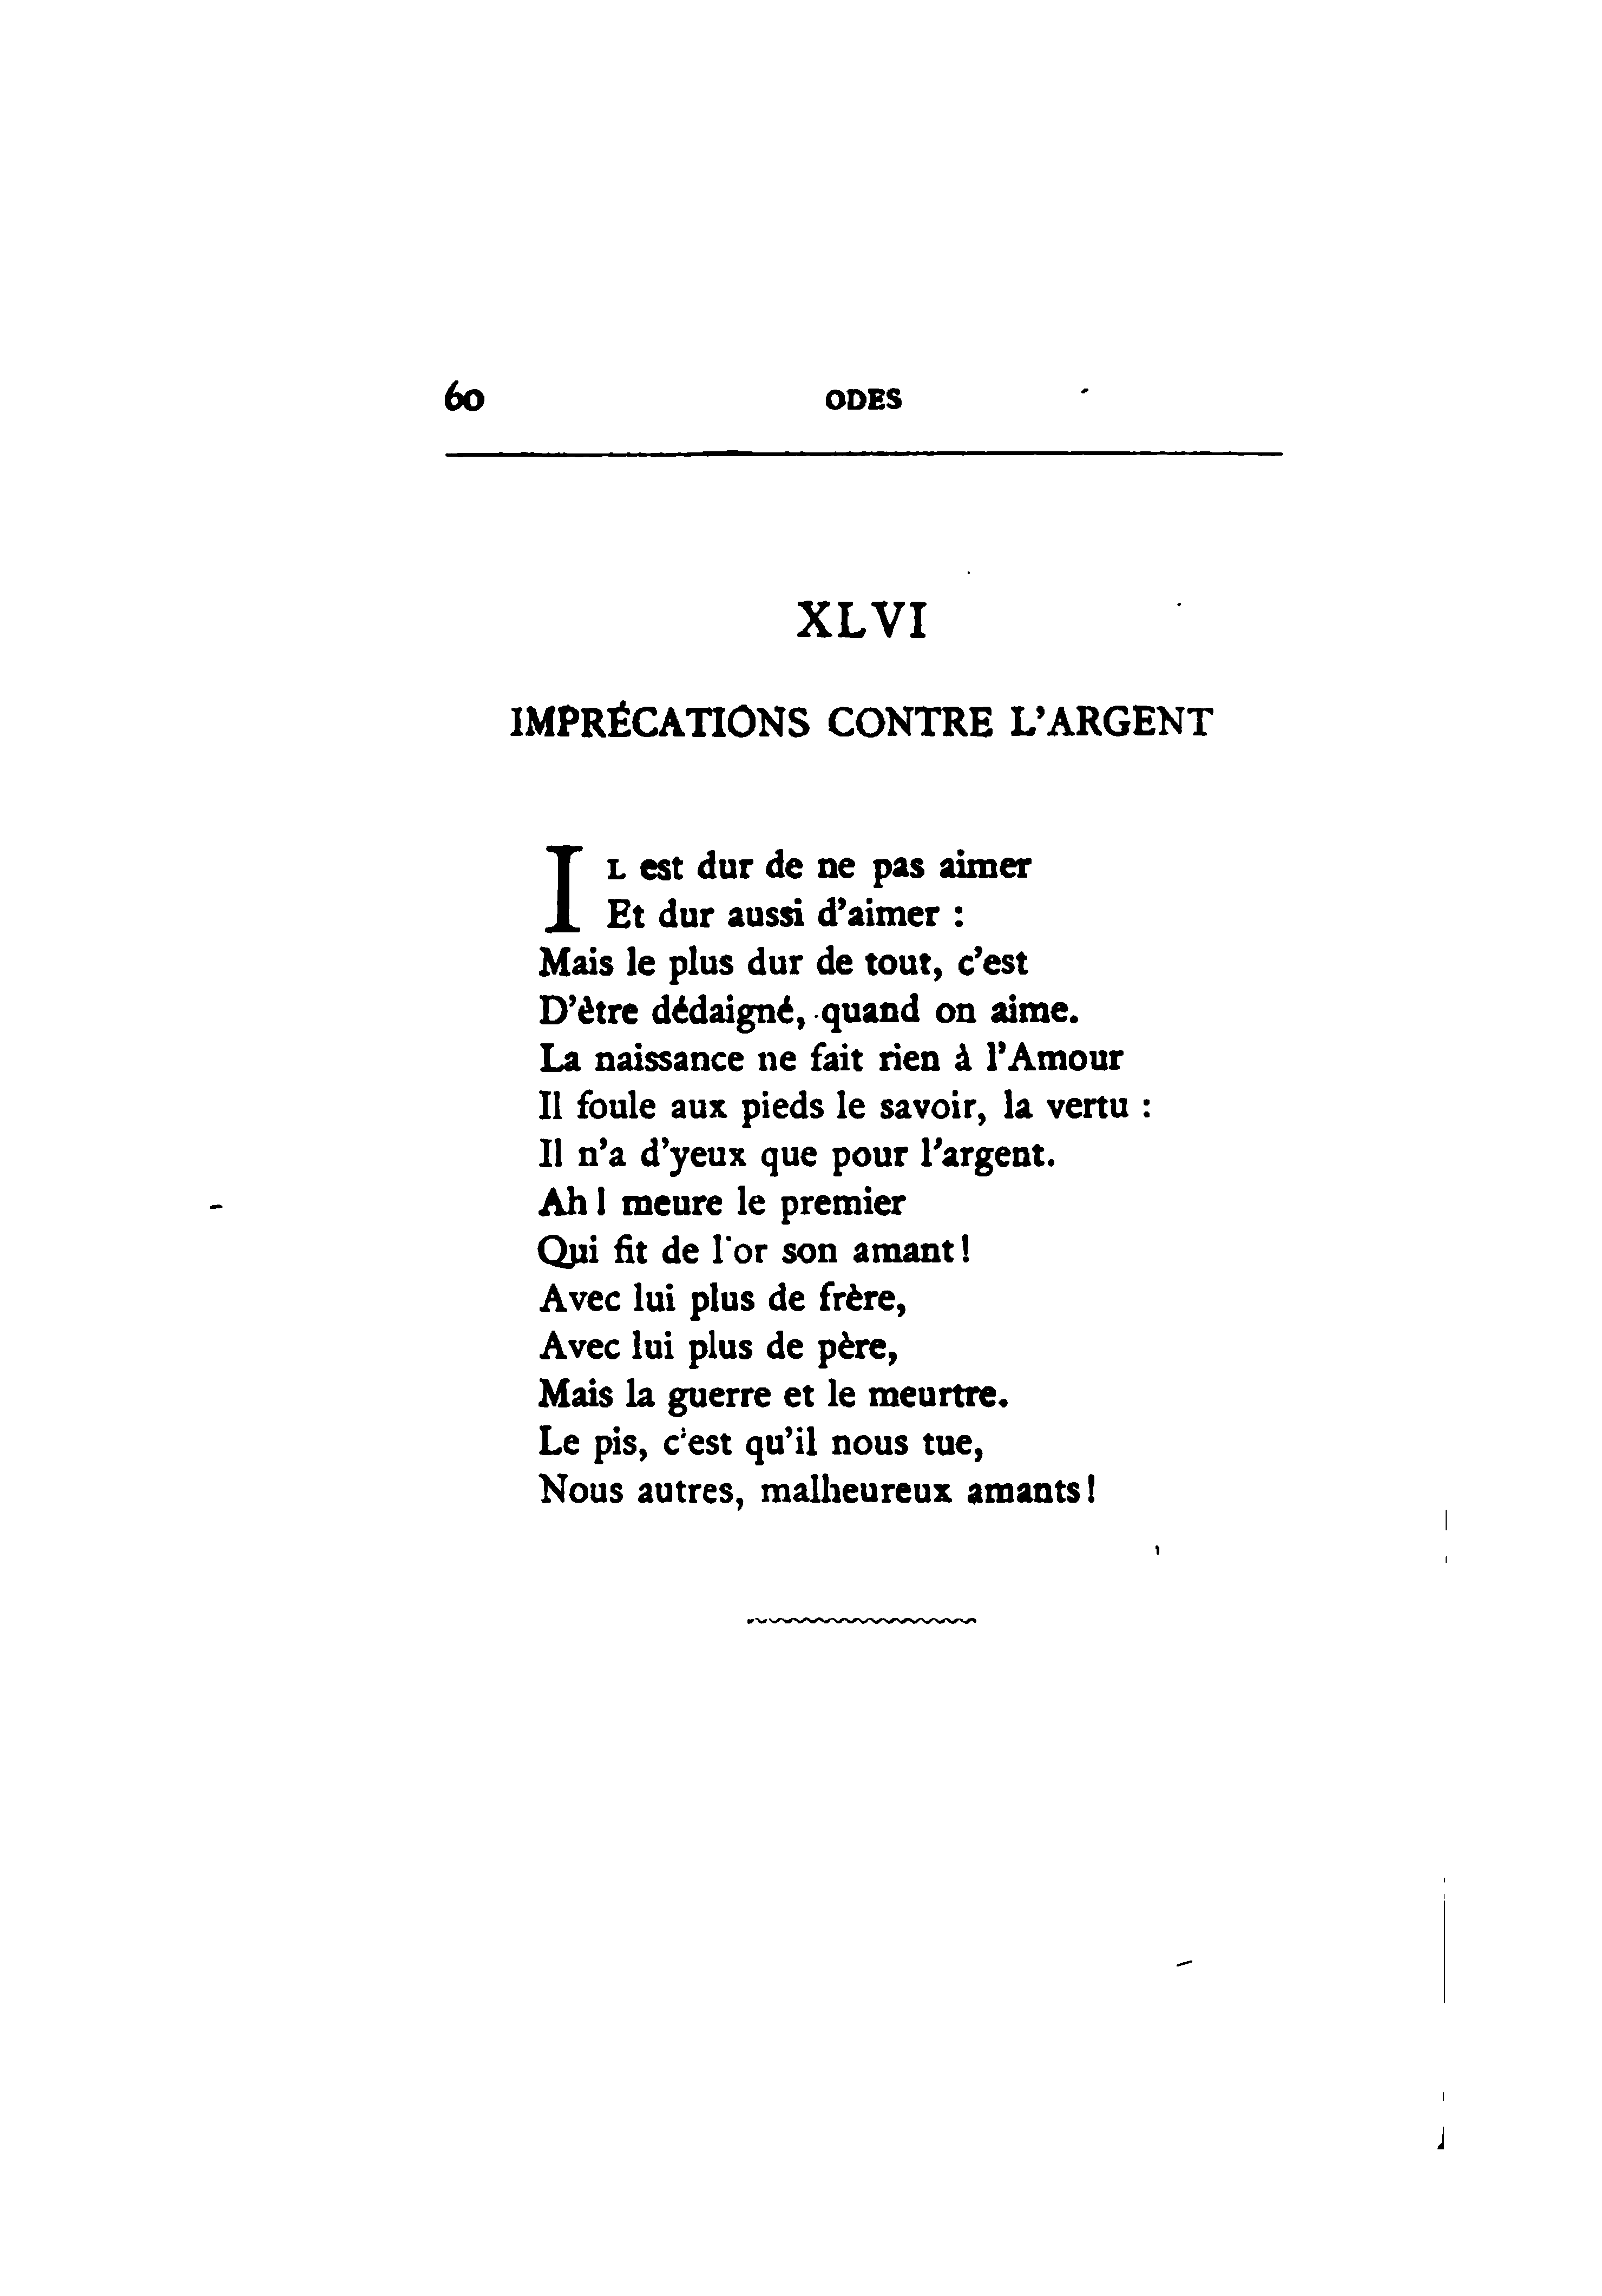 60 ODES
XLVI
IMPRÉCATIONS CONTRE L'ARGENT
IL est dur de ne pas aimer
Et dur aussi d'aimer :
Mais le plus dur de tout, c'est
D'être dédaigné, quand on aime.
La naissance ne fait rien à l'Amour
Il foule aux pieds le savoir, la vertu :
Il n'a d'yeux que pour l'argent.
Ah ! meure le premier
Qui fit de l'or son amant !
Avec lui plus de frère,
Avec lui plus de père,
Mais la guerre et le meurtre.
Le pis, c'est qu'il nous tue,
Nous autres, malheureux amants !